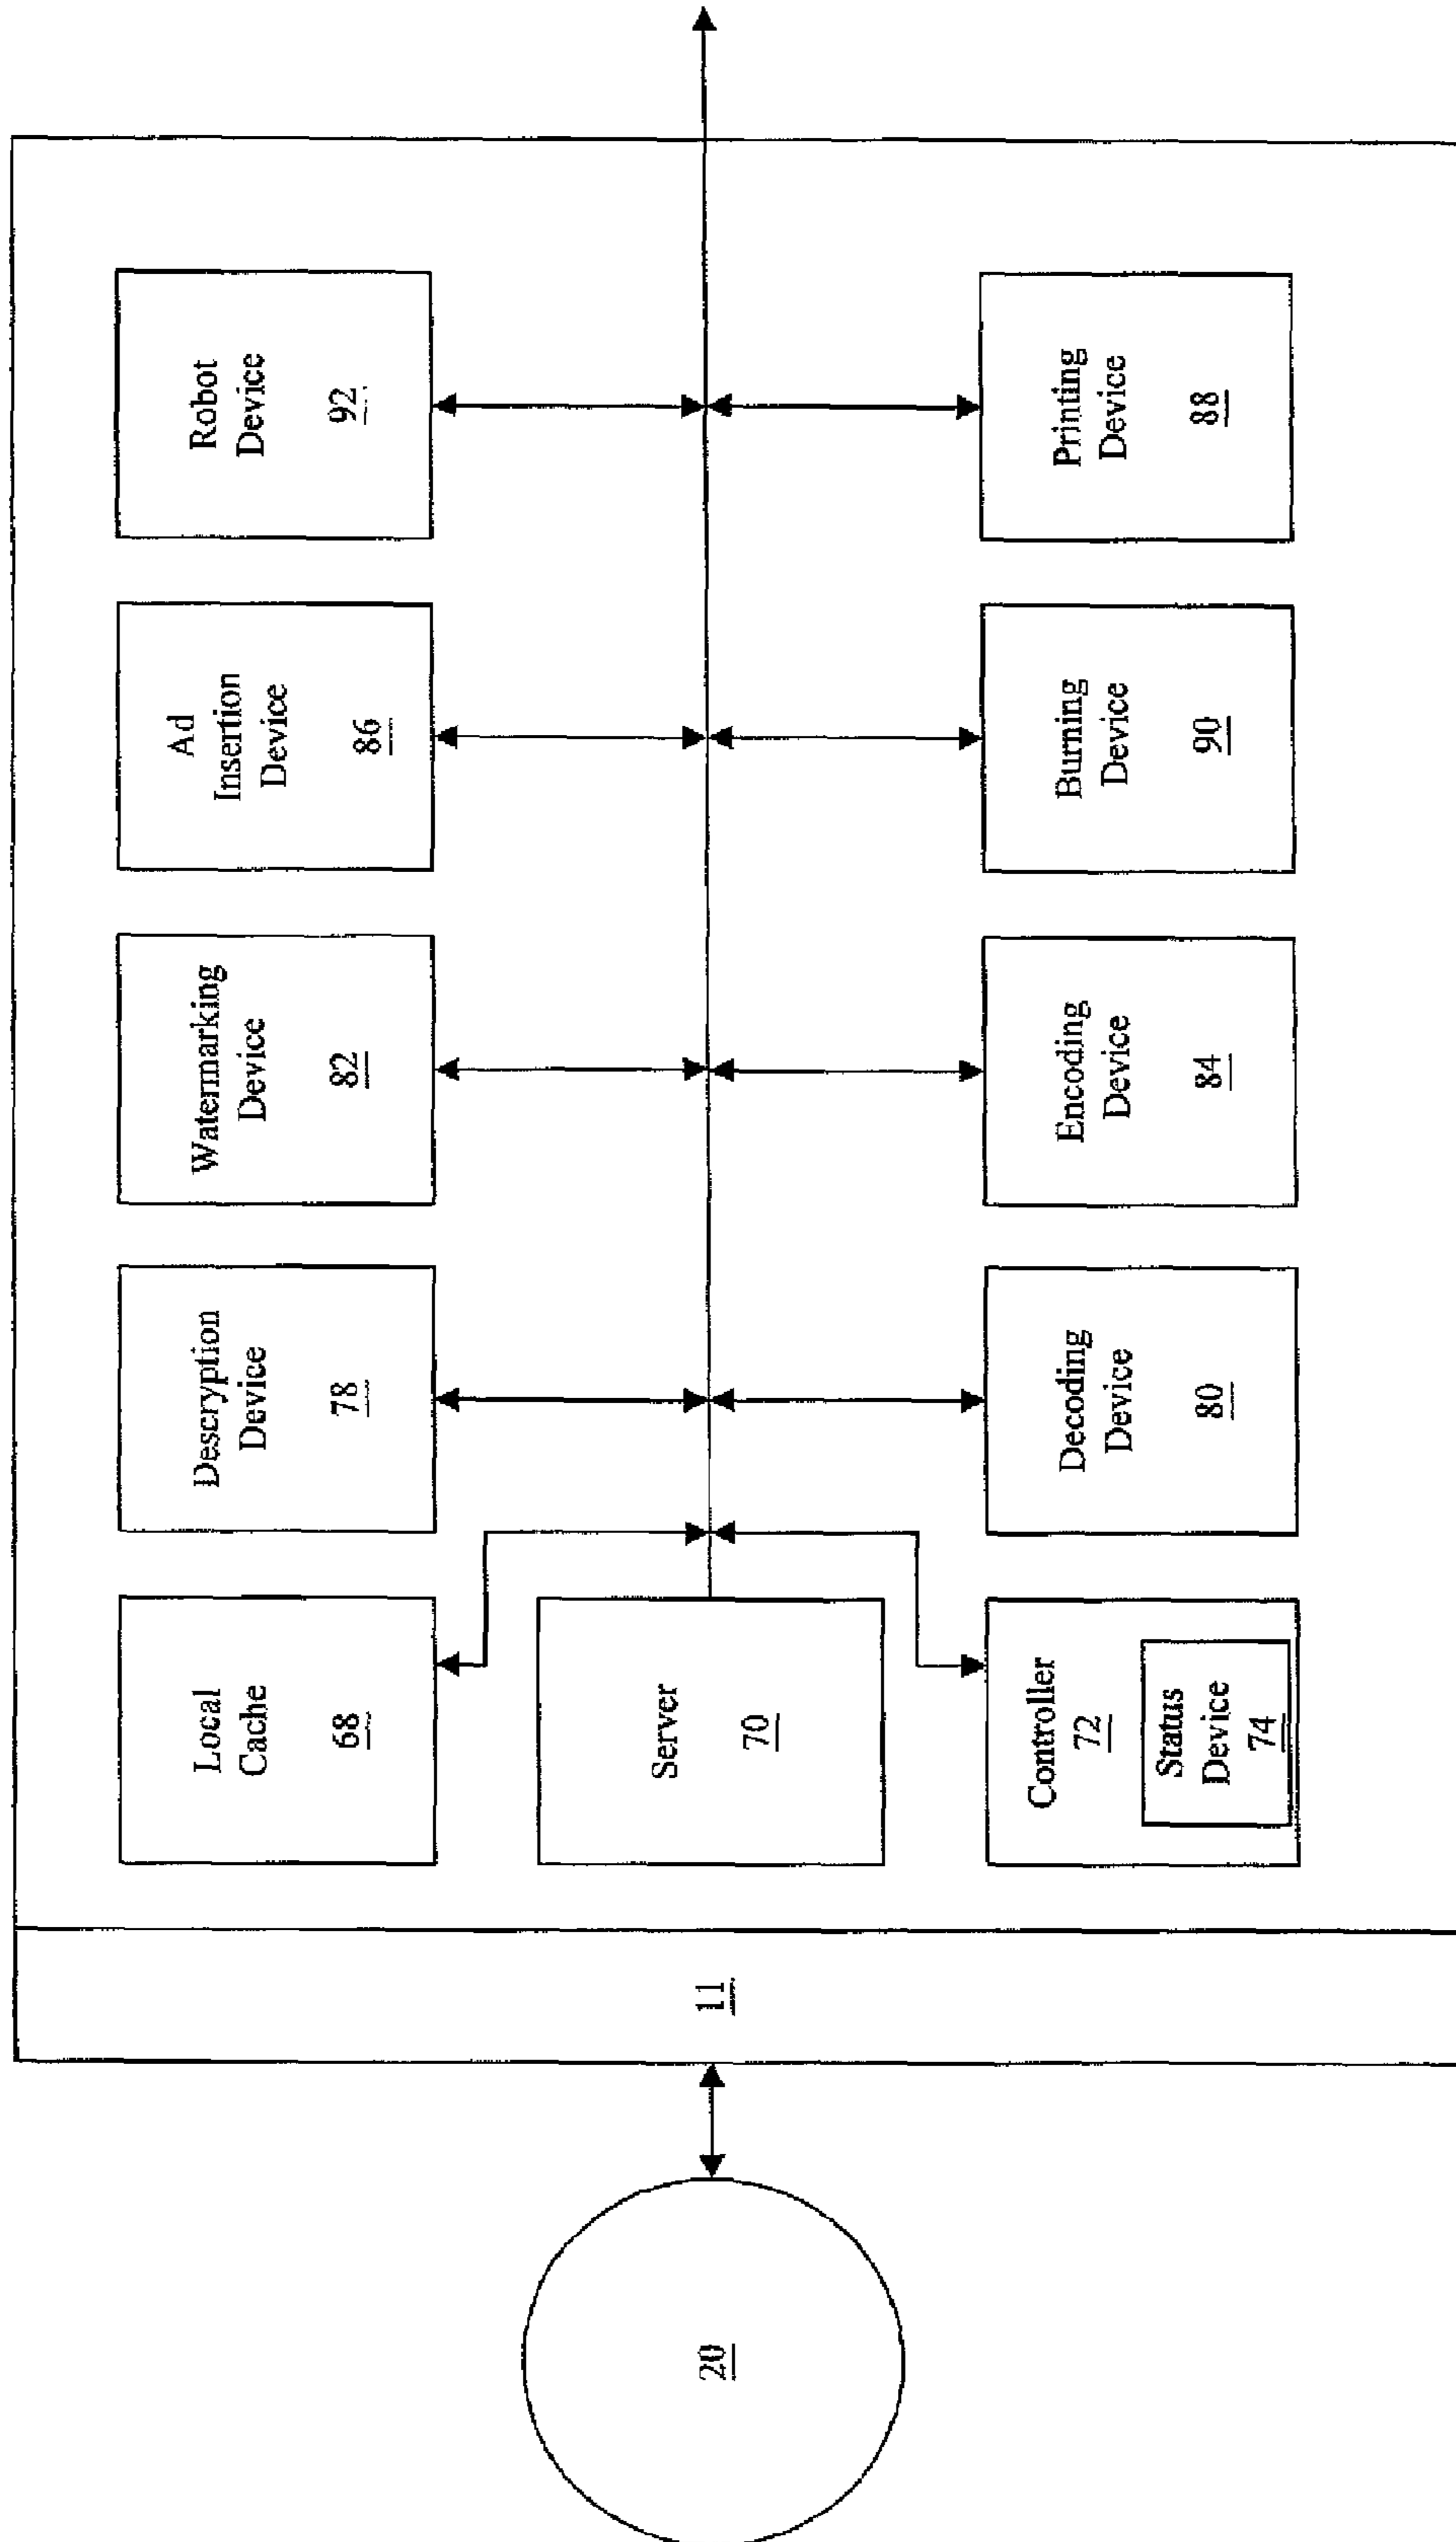 Local
Cache
68
Descryption
Device
78
Watermarking
Device
82
Ad
Insertion
Device
86
Robot
Device
92
20
11
Server
70
Controller
72
Status
Device
74
Decoding
Device
80
Encoding
Device
84
Burning
Device
90
Printing
Device
88